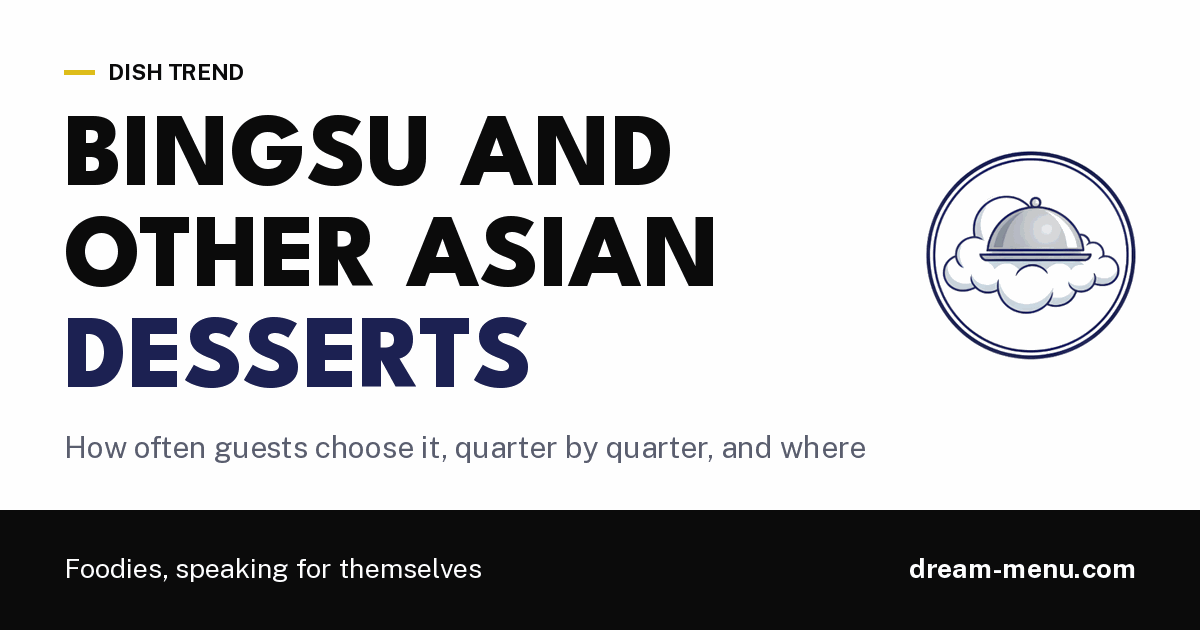 DISH TREND
BINGSU AND
OTHER ASIAN
DESSERTS
How often guests choose it, quarter by quarter, and where
Foodies, speaking for themselves
dream-menu.com